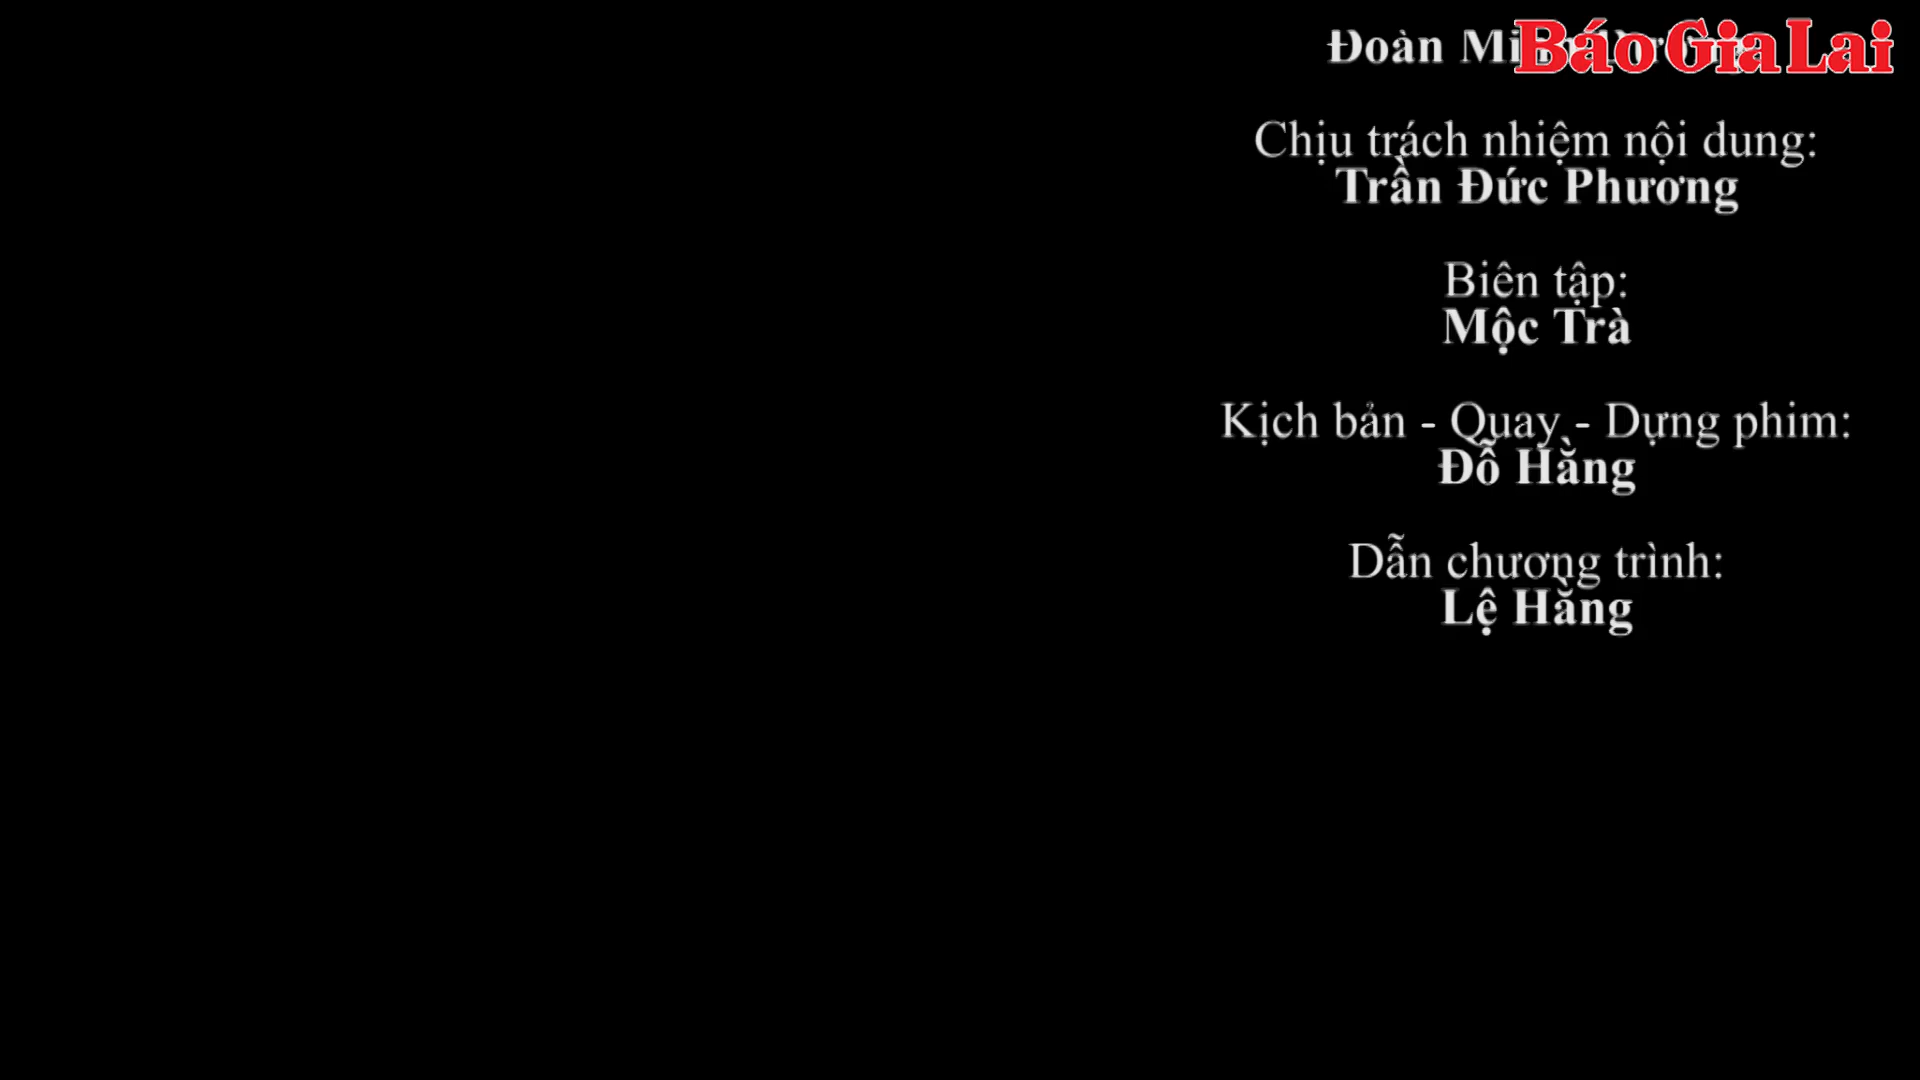 Đoàn
Báo Gia Lai
Chịu trách nhiệm nội dung:
Trần Đức Phương
Biên tập:
Mộc Trà
Kịch bản - Quay - Dựng phim:
Đỗ Hằng
Dẫn chương trình:
Lệ Hằng